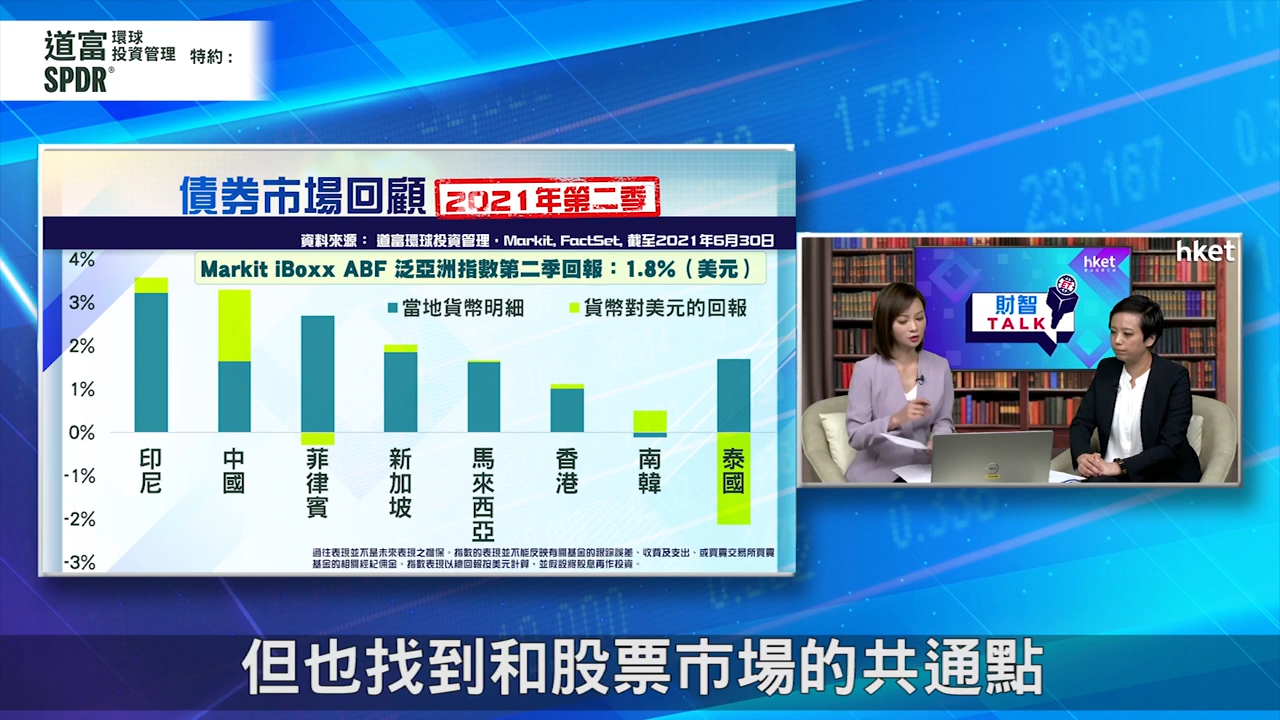 道富 環球
投資管理
SPDR®
特約：
債券市場回顧 2021年第二季
資料來源： 道富環球投資管理，Markit, FactSet, 截至2021年6月30日
Markit iBoxx ABF 泛亞洲指數第二季回報：1.8%（美元）
當地貨幣明細 貨幣對美元的回報
4%
3%
2%
1%
0%
-1%
-2%
-3%
印尼
中國
菲律賓
新加坡
馬來西亞
香港
南韓
泰國
過往表現並不是未來表現之擔保。指數的表現並不能反映有關基金的跟蹤誤差、收費及支出、或買賣交易所買賣
基金的相關經紀佣金。指數表現以總回報按美元計算，並假設將股息再作投資。
hket
hket
財智
TALK
1.720
9,996
但也找到和股票市場的共通點